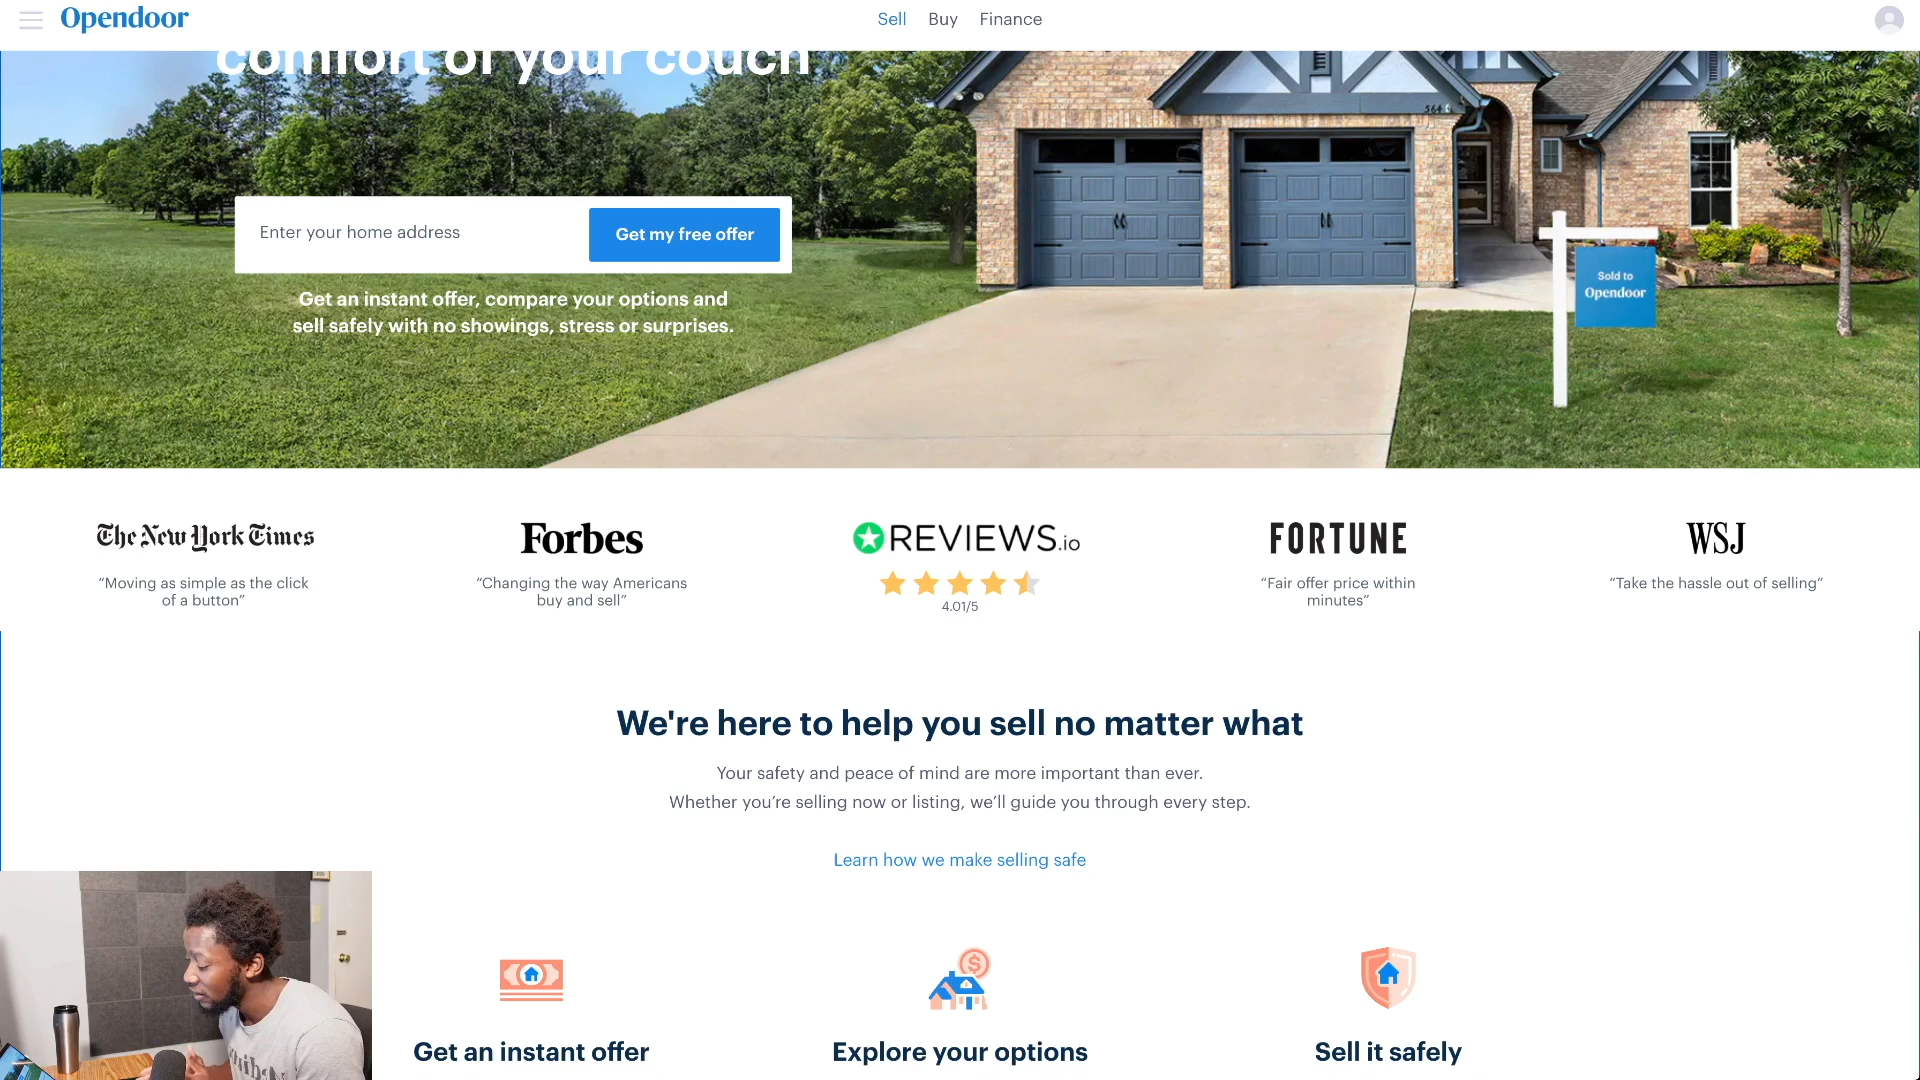 Opendoor
Sell Buy Finance
comfort of your couch
564
Enter your home address
Get my free offer
Get an instant offer, compare your options and
sell safely with no showings, stress or surprises.
Sold to
Opendoor
The New York Times
“Moving as simple as the click
of a button”
Forbes
“Changing the way Americans
buy and sell”
REVIEWS.io
4.01/5
FORTUNE
“Fair offer price within
minutes”
WSJ
“Take the hassle out of selling”
We're here to help you sell no matter what
Your safety and peace of mind are more important than ever.
Whether you’re selling now or listing, we’ll guide you through every step.
Learn how we make selling safe
Get an instant offer
Explore your options
Sell it safely